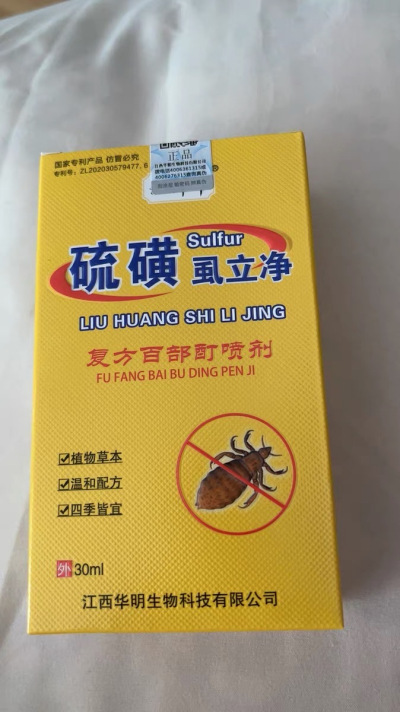 国家专利产品 仿冒必究
专利号：ZL202030579477.6
正品
Sulfur
硫磺 虱立净
LIU HUANG SHI LI JING
复方百部酊喷剂
FU FANG BAI BU DING PEN JI
植物草本
温和配方
四季皆宜
外 30ml
江西华明生物科技有限公司